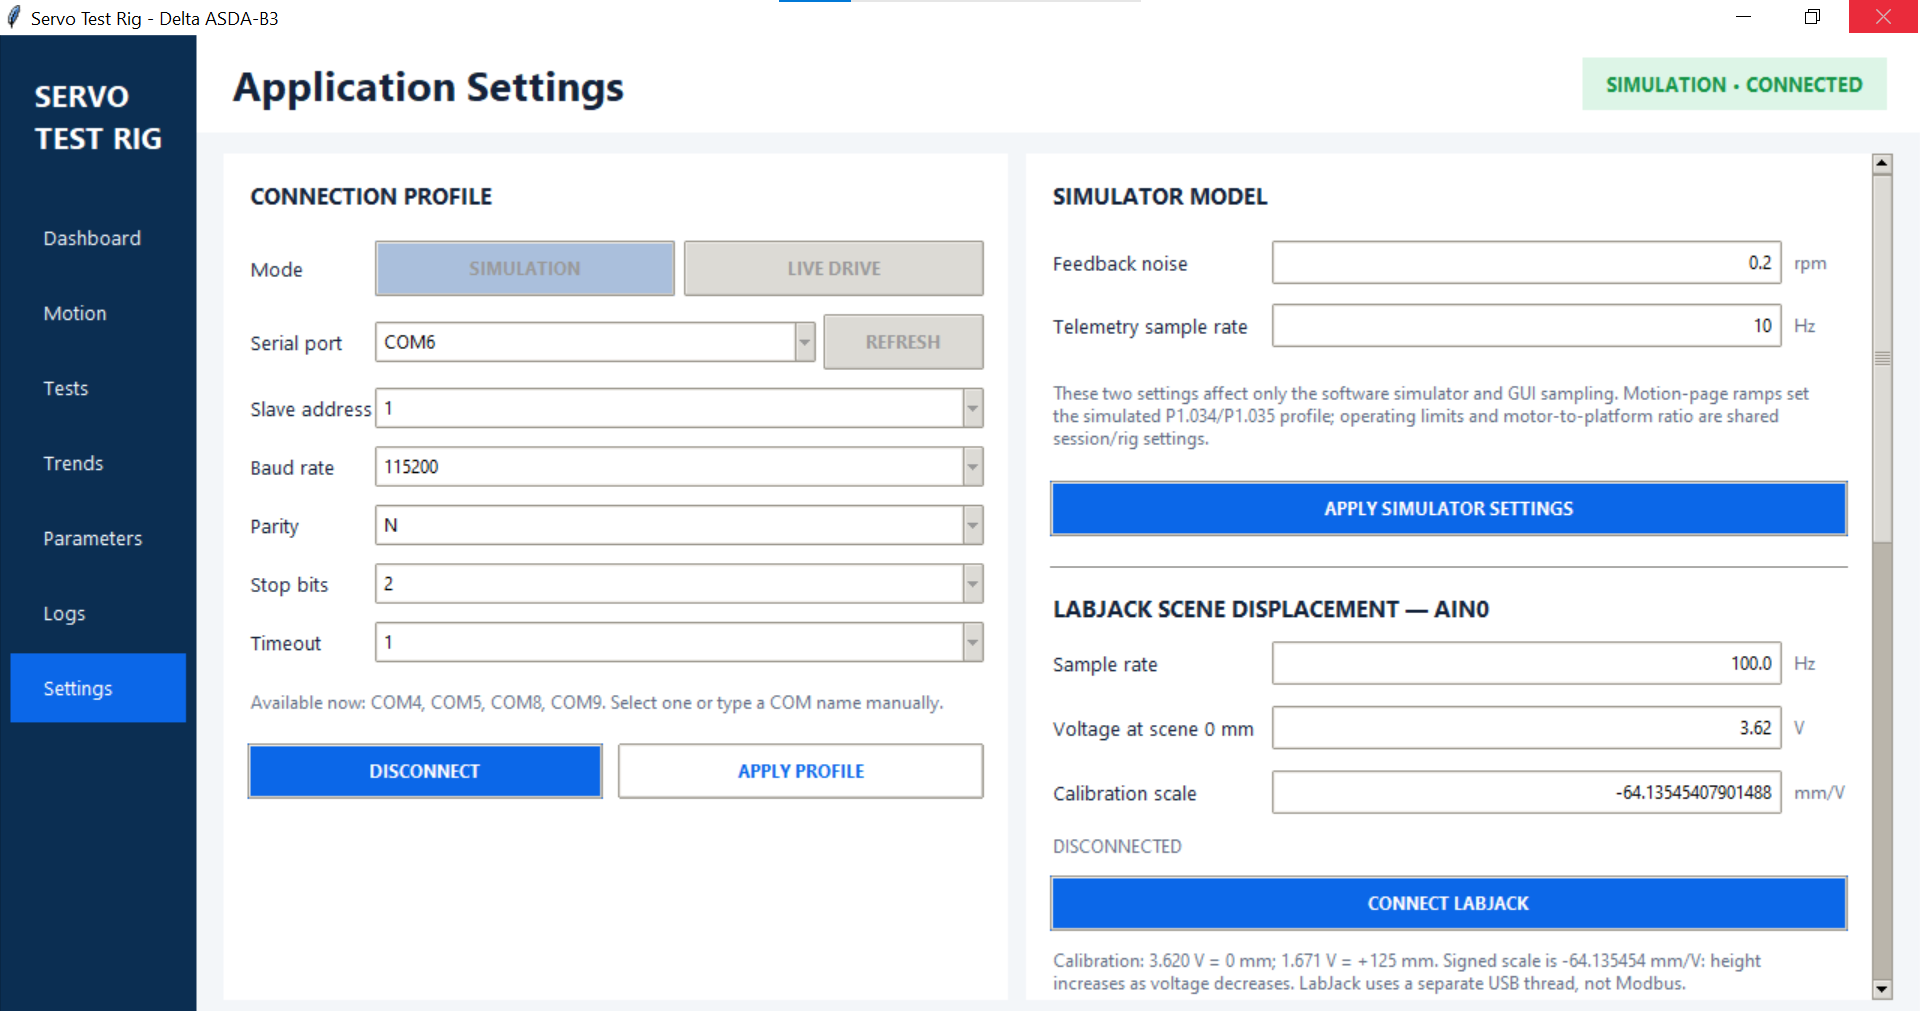 Servo Test Rig - Delta ASDA-B3
SERVO
TEST RIG
Dashboard
Motion
Tests
Trends
Parameters
Logs
Settings
Application Settings
SIMULATION • CONNECTED
CONNECTION PROFILE
Mode
SIMULATION
LIVE DRIVE
Serial port
COM6
REFRESH
Slave address
1
Baud rate
115200
Parity
N
Stop bits
2
Timeout
1
Available now: COM4, COM5, COM8, COM9. Select one or type a COM name manually.
DISCONNECT
APPLY PROFILE
SIMULATOR MODEL
Feedback noise
0.2
rpm
Telemetry sample rate
10
Hz
These two settings affect only the software simulator and GUI sampling. Motion-page ramps set
the simulated P1.034/P1.035 profile; operating limits and motor-to-platform ratio are shared
session/rig settings.
APPLY SIMULATOR SETTINGS
LABJACK SCENE DISPLACEMENT — AIN0
Sample rate
100.0
Hz
Voltage at scene 0 mm
3.62
V
Calibration scale
-64.13545407901488
mm/V
DISCONNECTED
CONNECT LABJACK
Calibration: 3.620 V = 0 mm; 1.671 V = +125 mm. Signed scale is -64.135454 mm/V: height
increases as voltage decreases. LabJack uses a separate USB thread, not Modbus.